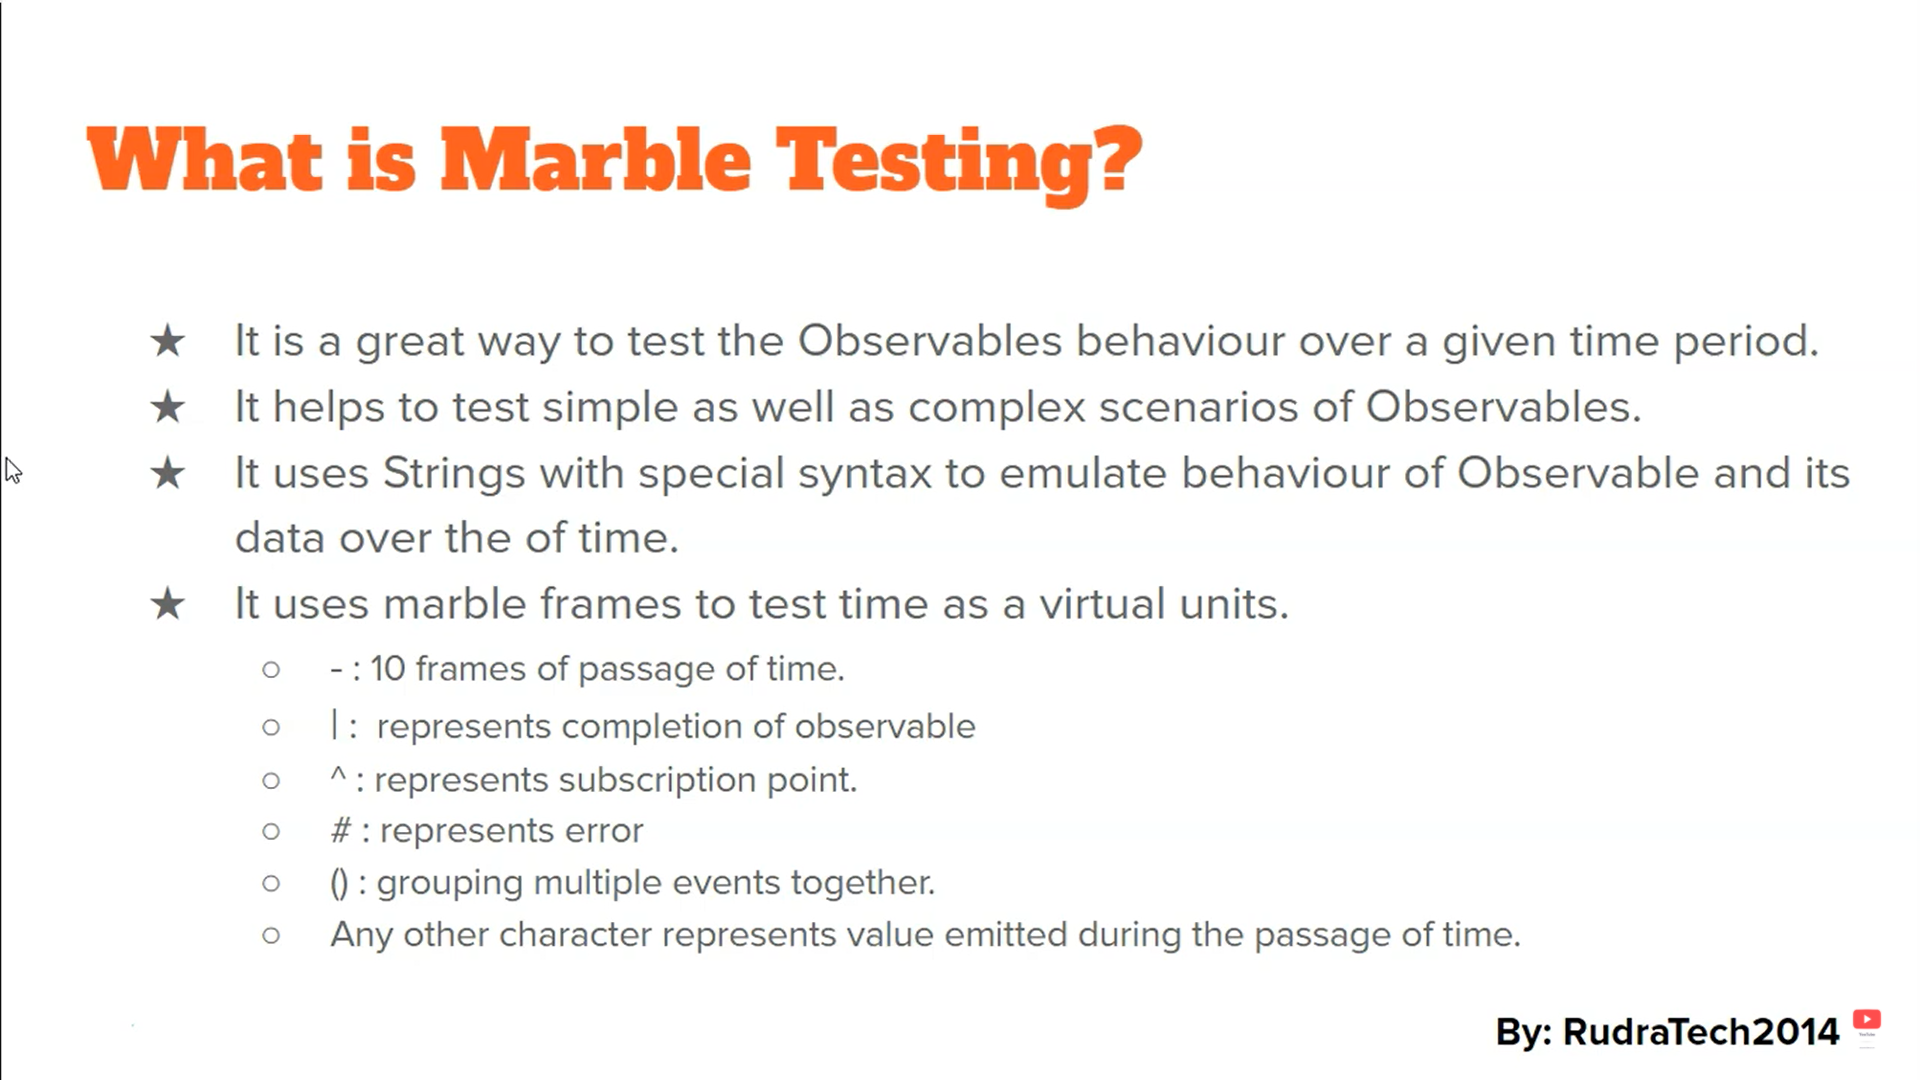 What is Marble Testing?
★ It is a great way to test the Observables behaviour over a given time period.
★ It helps to test simple as well as complex scenarios of Observables.
★ It uses Strings with special syntax to emulate behaviour of Observable and its
data over the of time.
★ It uses marble frames to test time as a virtual units.
○ - : 10 frames of passage of time.
○ | : represents completion of observable
○ ^ : represents subscription point.
○ # : represents error
○ () : grouping multiple events together.
○ Any other character represents value emitted during the passage of time.
By: RudraTech2014